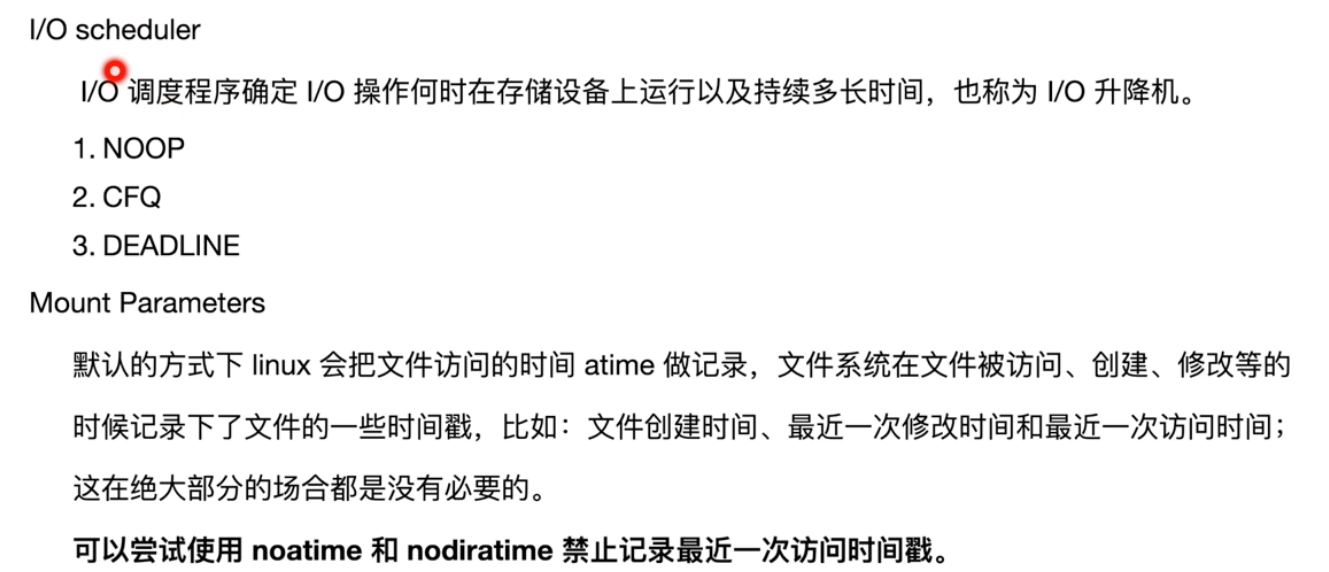 I/O scheduler
I/O 调度程序确定 I/O 操作何时在存储设备上运行以及持续多长时间，也称为 I/O 升降机。
1. NOOP
2. CFQ
3. DEADLINE
Mount Parameters
默认的方式下 linux 会把文件访问的时间 atime 做记录，文件系统在文件被访问、创建、修改等的
时候记录下了文件的一些时间戳，比如：文件创建时间、最近一次修改时间和最近一次访问时间；
这在绝大部分的场合都是没有必要的。
可以尝试使用 noatime 和 nodiratime 禁止记录最近一次访问时间戳。